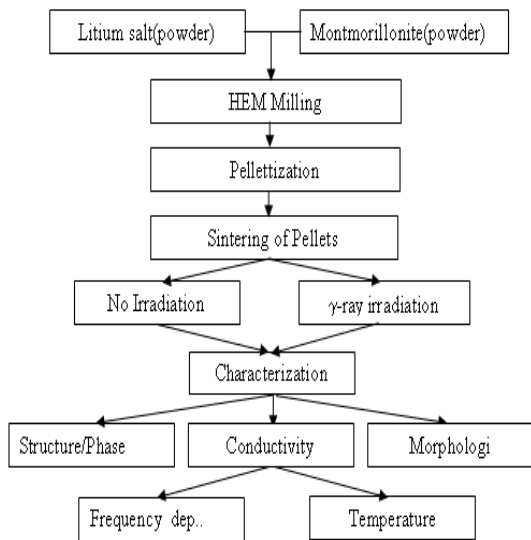 Litium salt(powder)
Montmorillonite(powder)
HEM Milling
Pellettization
Sintering of Pellets
No Irradiation
γ-ray irradiation
Characterization
Structure/Phase
Conductivity
Morphologi
Frequency dep..
Temperature